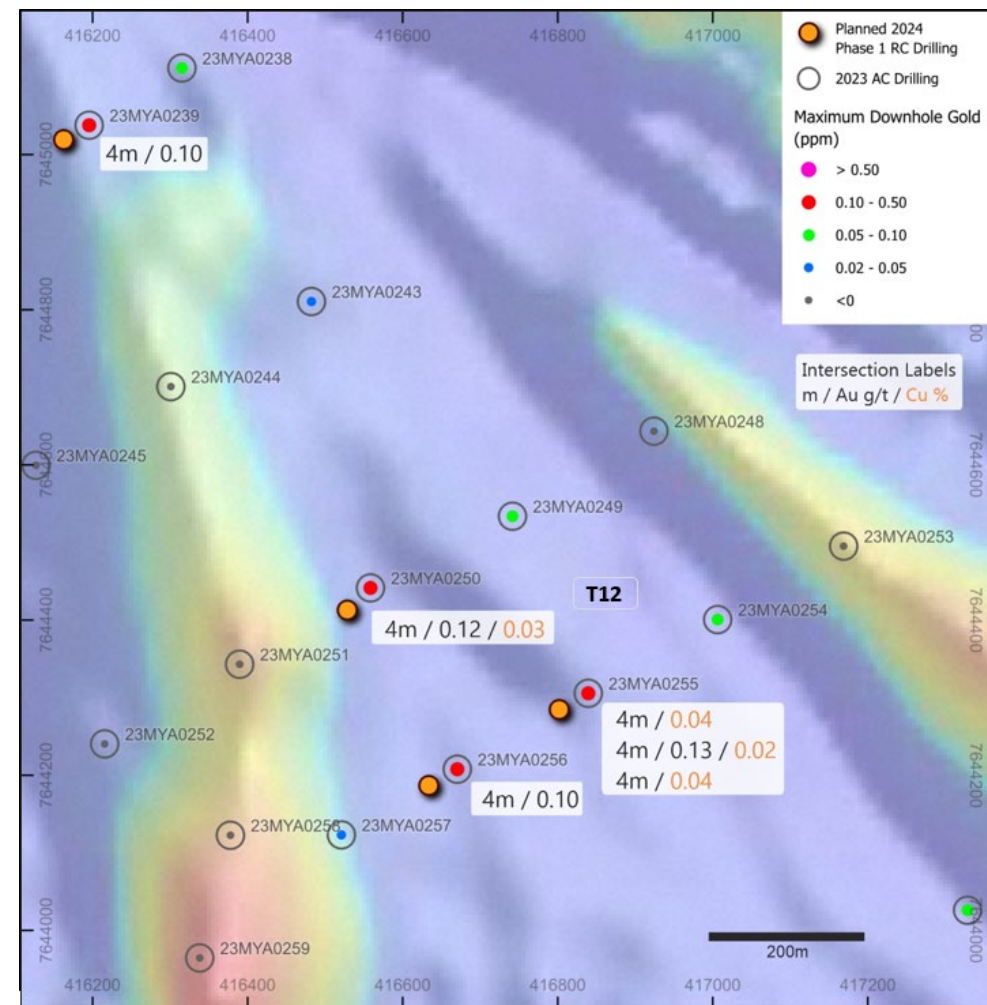 416200
416400
416600
416800
417000
Planned 2024
Phase 1 RC Drilling
2023 AC Drilling
Maximum Downhole Gold
(ppm)
> 0.50
0.10 - 0.50
0.05 - 0.10
0.02 - 0.05
<0
Intersection Labels
m / Au g/t / Cu %
23MYA0238
23MYA0239
4m / 0.10
7645000
23MYA0243
7644800
23MYA0244
23MYA0248
23MYA0245
7644600
23MYA0249
23MYA0253
23MYA0250
T12
4m / 0.12 / 0.03
23MYA0254
7644400
7644400
23MYA0251
23MYA0255
4m / 0.04
4m / 0.13 / 0.02
4m / 0.04
23MYA0252
23MYA0256
4m / 0.10
7644200
7644200
23MYA0258
23MYA0257
7644000
7644000
200m
23MYA0259
416200
416400
416600
416800
417000
417200